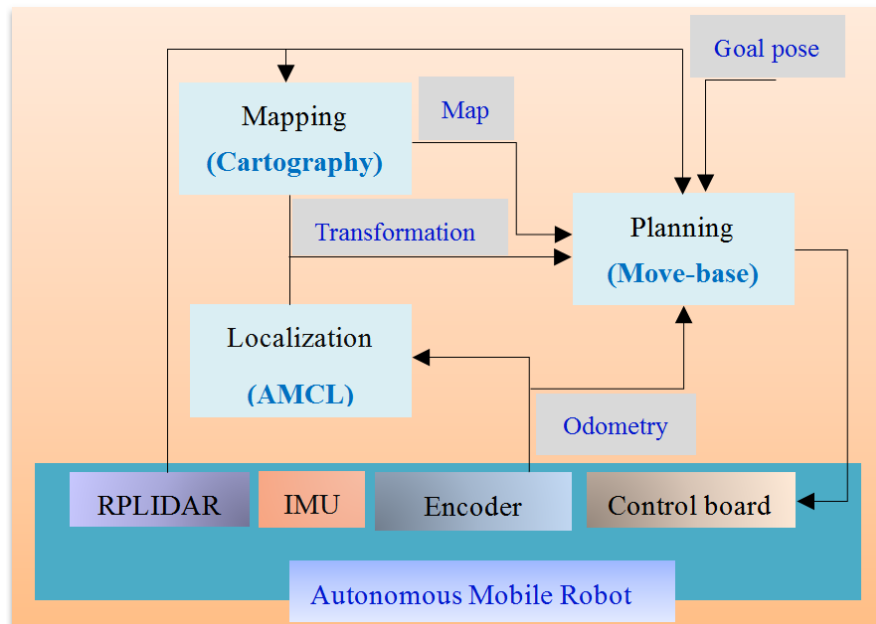 Goal pose
Mapping
(Cartography)
Map
Transformation
Planning
(Move-base)
Localization
(AMCL)
Odometry
RPLIDAR
IMU
Encoder
Control board
Autonomous Mobile Robot